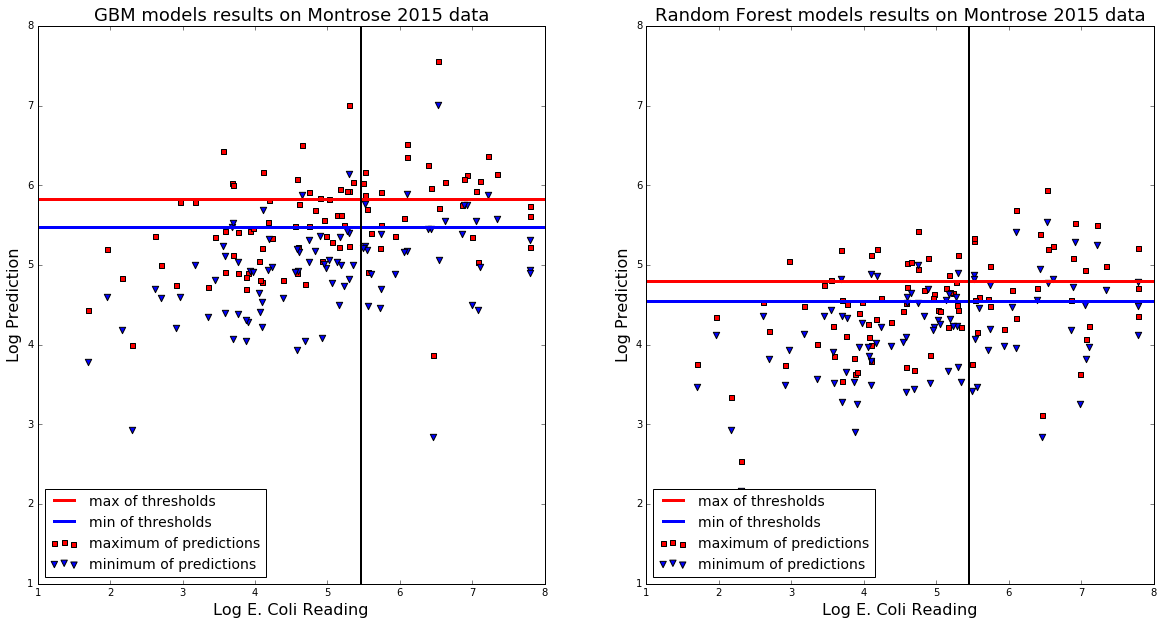 GBM models results on Montrose 2015 data
8
7
6
5
4
3
2
1
Log Prediction
max of thresholds
min of thresholds
maximum of predictions
minimum of predictions
1 2 3 4 5 6 7 8
Log E. Coli Reading
Random Forest models results on Montrose 2015 data
8
7
6
5
4
3
2
1
Log Prediction
max of thresholds
min of thresholds
maximum of predictions
minimum of predictions
1 2 3 4 5 6 7 8
Log E. Coli Reading